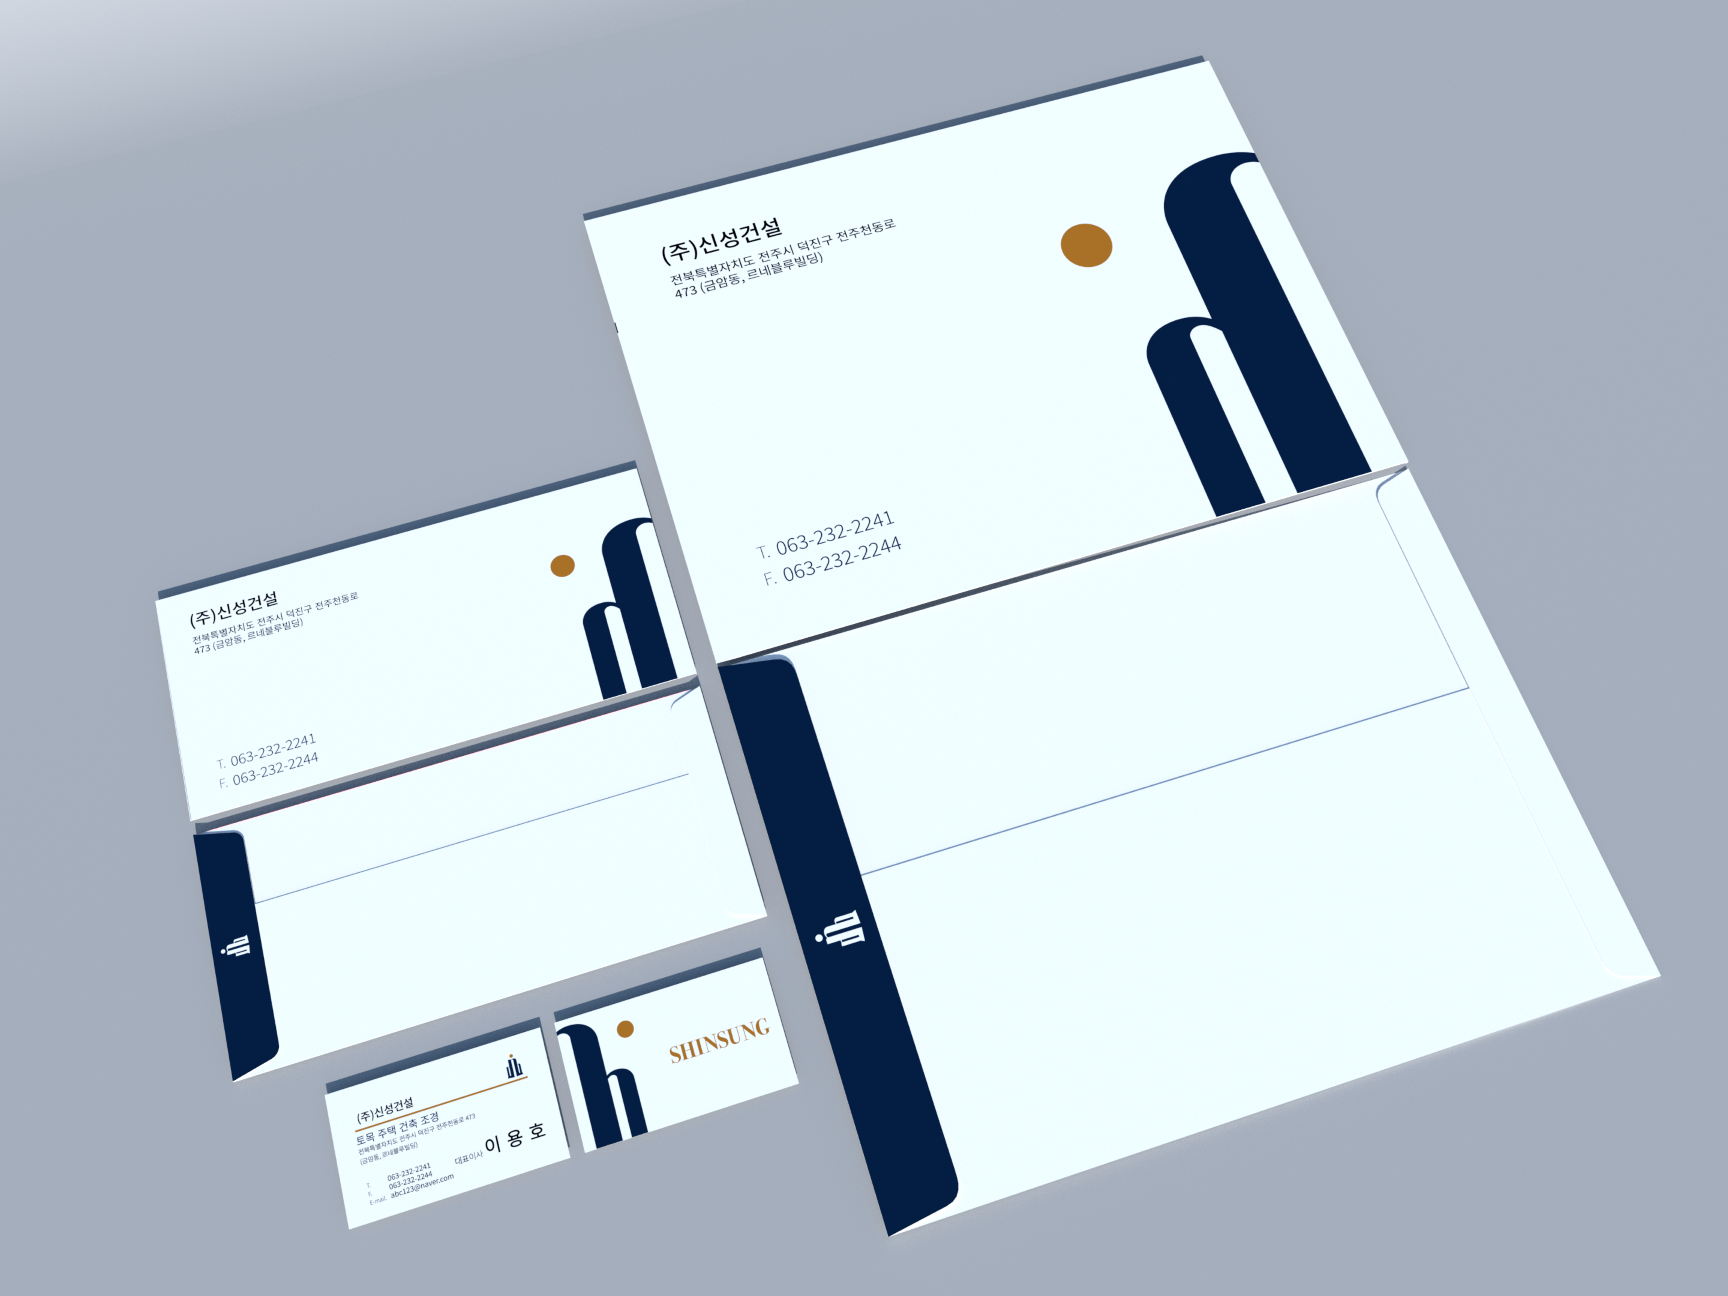 (주)신성건설
전북특별자치도 전주시 덕진구 전주천동로
473 (금암동, 르네블루빌딩)
T. 063-232-2241
F. 063-232-2244
(주)신성건설
전북특별자치도 전주시 덕진구 전주천동로
473 (금암동, 르네블루빌딩)
T. 063-232-2241
F. 063-232-2244
(주)신성건설
토목 주택 건축 조경
전북특별자치도 전주시 덕진구 전주천동로 473
(금암동, 르네블루빌딩)
대표이사 이 용 호
T. 063-232-2241
F. 063-232-2244
E-mail. abc123@naver.com
SHINSUNG